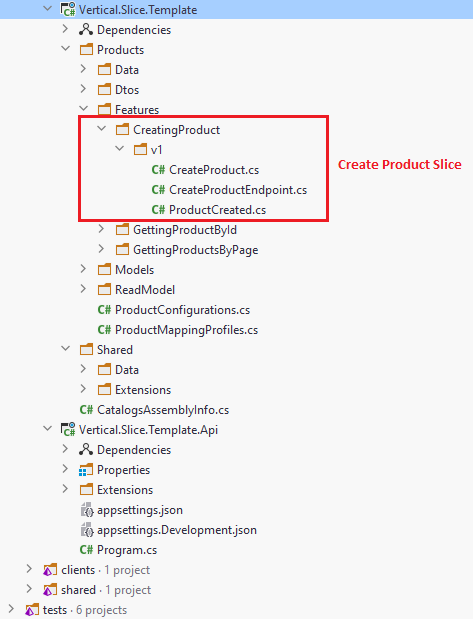 Vertical.Slice.Template
Dependencies
Products
Data
Dtos
Features
CreatingProduct
v1
CreateProduct.cs
Create Product Slice
CreateProductEndpoint.cs
ProductCreated.cs
GettingProductById
GettingProductsByPage
Models
ReadModel
ProductConfigurations.cs
ProductMappingProfiles.cs
Shared
Data
Extensions
CatalogsAssemblyInfo.cs
Vertical.Slice.Template.Api
Dependencies
Properties
Extensions
appsettings.json
appsettings.Development.json
Program.cs
clients · 1 project
shared · 1 project
tests · 6 projects